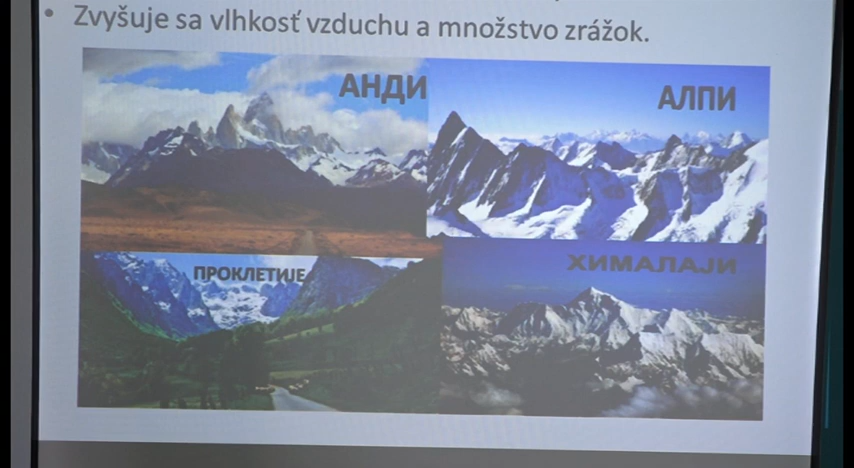 • Zvyšuje sa vlhkosť vzduchu a množstvo zrážok.
АНДИ
АЛПИ
ПРОКЛЕТИЈЕ
ХИМАЛАЈИ